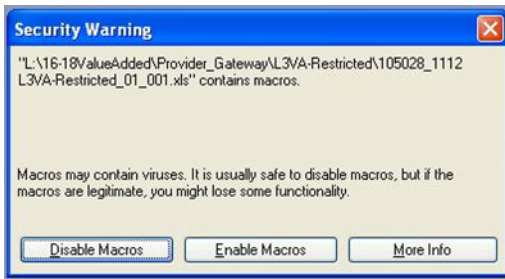 Security Warning
"L:\16-18ValueAdded\Provider_Gateway\L3VA-Restricted\105028_1112
L3VA-Restricted_01_001.xls" contains macros.
Macros may contain viruses. It is usually safe to disable macros, but if the
macros are legitimate, you might lose some functionality.
Disable Macros
Enable Macros
More Info